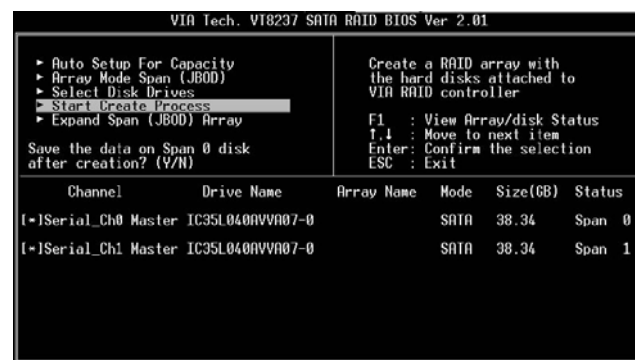 VIA Tech. VT8237 SATA RAID BIOS Ver 2.01
► Auto Setup For Capacity
► Array Mode Span (JBOD)
► Select Disk Drives
► Start Create Process
► Expand Span (JBOD) Array
Save the data on Span 0 disk
after creation? (Y/N)
Create a RAID array with
the hard disks attached to
VIA RAID controller
F1 : View Array/disk Status
↑,↓ : Move to next item
Enter: Confirm the selection
ESC : Exit
Channel Drive Name Array Name Mode Size(GB) Status
[*]Serial_Ch0 Master IC35L040AVVA07-0 SATA 38.34 Span 0
[*]Serial_Ch1 Master IC35L040AVVA07-0 SATA 38.34 Span 1